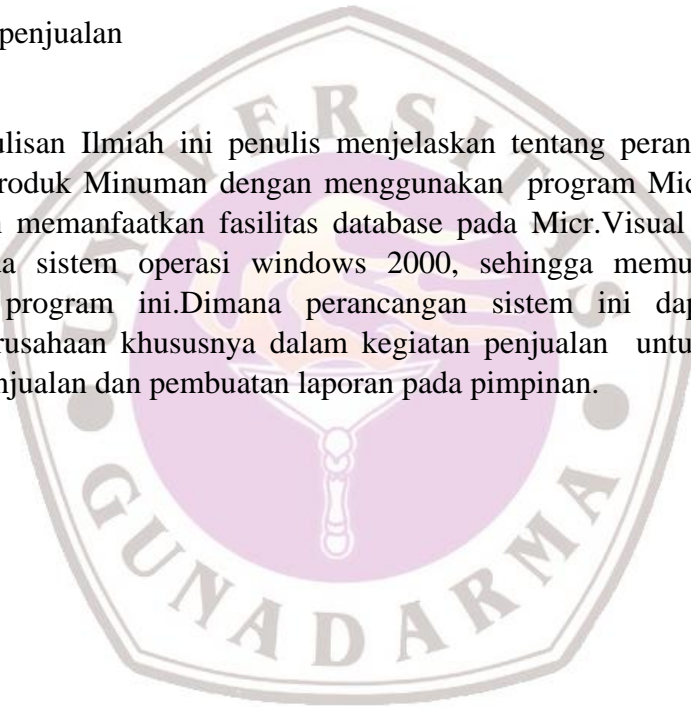 penjualan
ulisan Ilmiah ini penulis menjelaskan tentang peran
roduk Minuman dengan menggunakan program Mic
memanfaatkan fasilitas database pada Micr.Visual
a sistem operasi windows 2000, sehingga memu
program ini.Dimana perancangan sistem ini dap
rusahaan khususnya dalam kegiatan penjualan untu
njualan dan pembuatan laporan pada pimpinan.
UNIVERSITAS
GUNADARMA